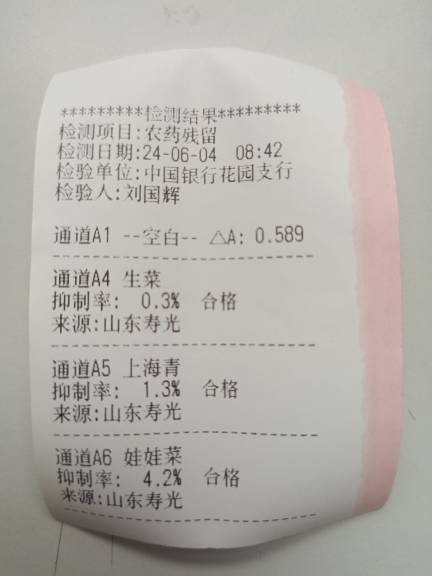 *********检测结果*********
检测项目:农药残留
检测日期:24-06-04 08:42
检验单位:中国银行花园支行
检验人:刘国辉
通道A1 --空白-- △A: 0.589
通道A4 生菜
抑制率: 0.3% 合格
来源:山东寿光
通道A5 上海青
抑制率: 1.3% 合格
来源:山东寿光
通道A6 娃娃菜
抑制率: 4.2% 合格
来源:山东寿光